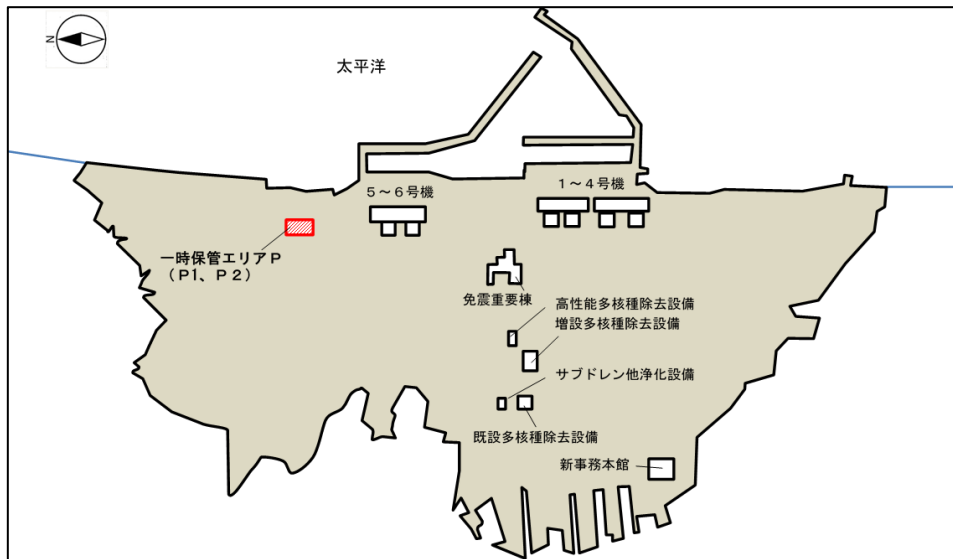 N
太平洋
5～6号機
1～4号機
一時保管エリアP
（P1、P2）
免震重要棟
高性能多核種除去設備
増設多核種除去設備
サブドレン他浄化設備
既設多核種除去設備
新事務本館